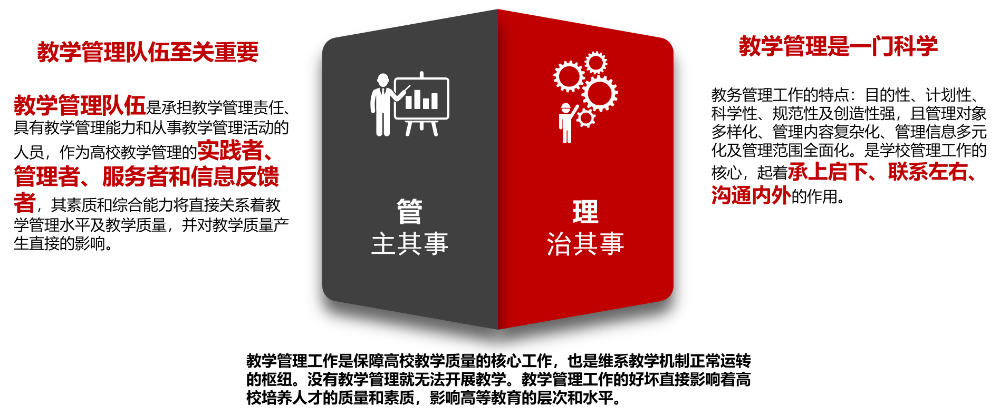 教学管理队伍至关重要
教学管理队伍是承担教学管理责任、
具有教学管理能力和从事教学管理活动的
人员，作为高校教学管理的实践者、
管理者、服务者和信息反馈
者，其素质和综合能力将直接关系着教
学管理水平及教学质量，并对教学质量产
生直接的影响。
管
主其事
理
治其事
教学管理是一门科学
教务管理工作的特点：目的性、计划性、
科学性、规范性及创造性强，且管理对象
多样化、管理内容复杂化、管理信息多元
化及管理范围全面化。是学校管理工作的
核心，起着承上启下、联系左右、
沟通内外的作用。
教学管理工作是保障高校教学质量的核心工作，也是维系教学机制正常运转
的枢纽。没有教学管理就无法开展教学。教学管理工作的好坏直接影响着高
校培养人才的质量和素质，影响高等教育的层次和水平。